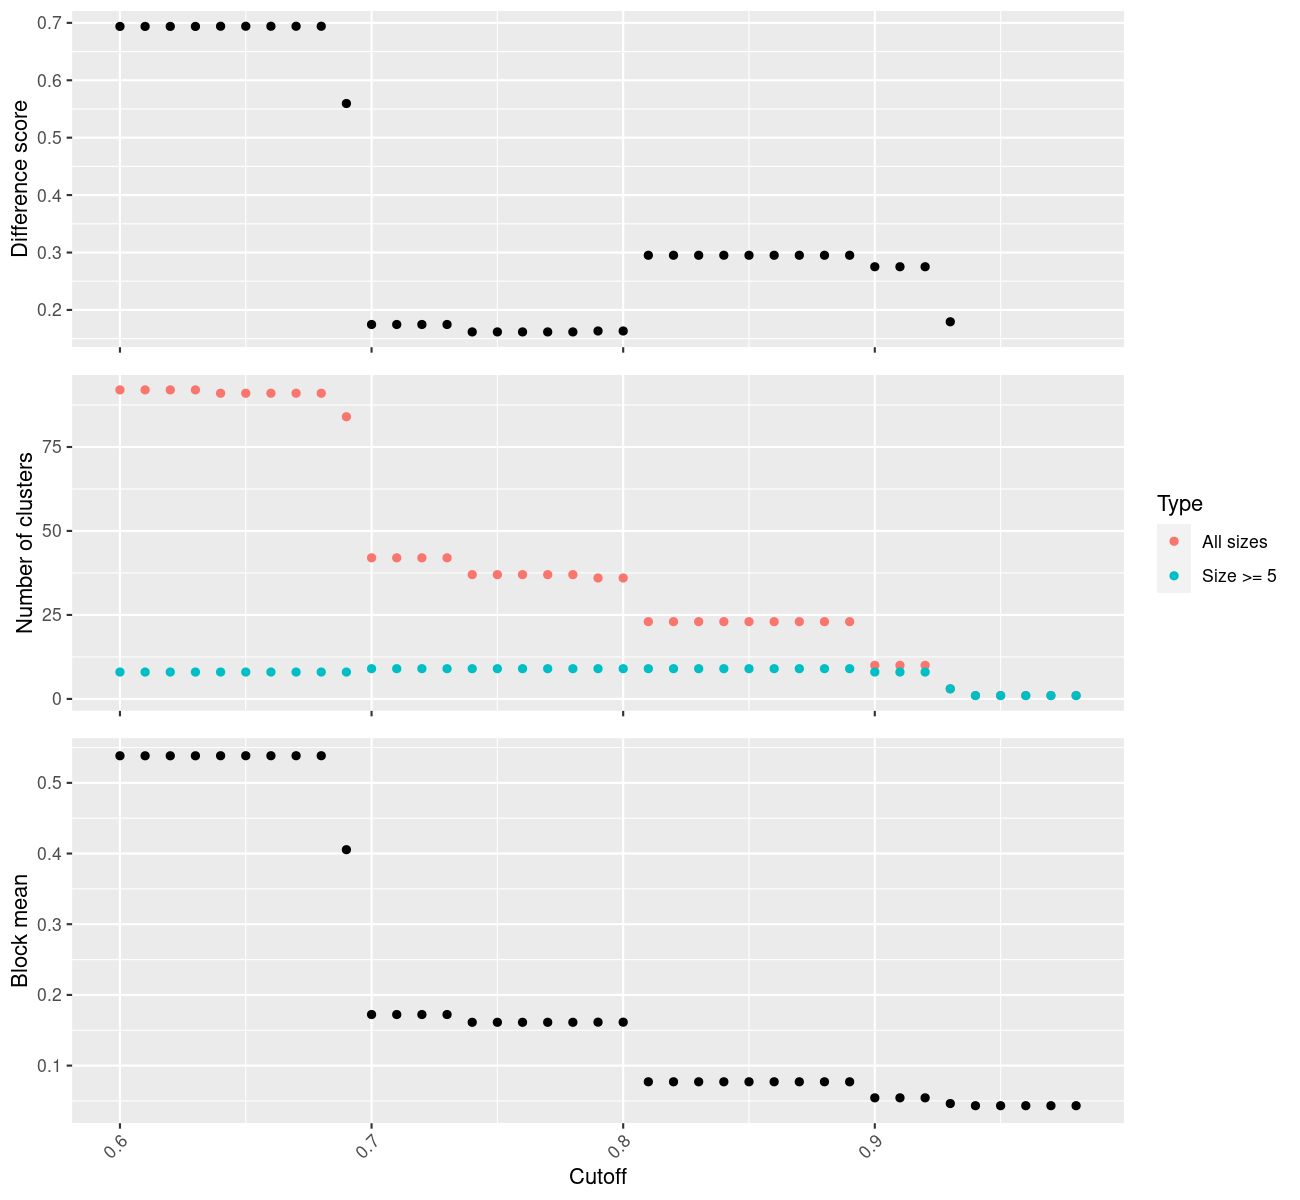 0.7
0.6
0.5
0.4
0.3
0.2
Difference score
75
50
25
0
Number of clusters
Type
All sizes
Size >= 5
0.5
0.4
0.3
0.2
0.1
Block mean
0.6 0.7 0.8 0.9
Cutoff